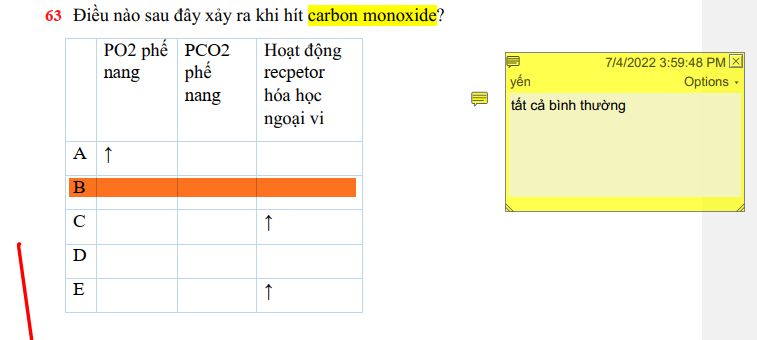 63 Điều nào sau đây xảy ra khi hít carbon monoxide?
PO2 phế nang PCO2 phế nang Hoạt động recpetor hóa học ngoại vi
A ↑
B
C ↑
D
E ↑
7/4/2022 3:59:48 PM
yến Options
tất cả bình thường